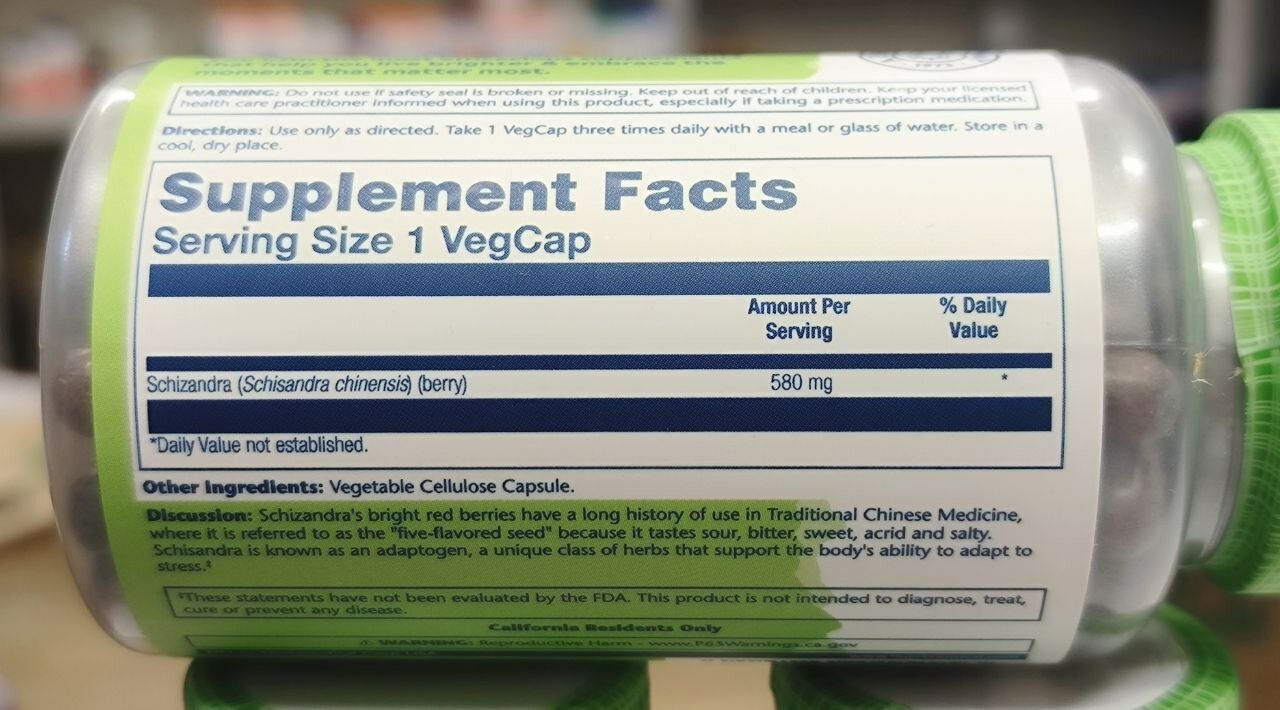 that help you live brighter & embrace the
moments that matter most.
1973
WARNING: Do not use if safety seal is broken or missing. Keep out of reach of children. Keep your licensed
health care practitioner informed when using this product, especially if taking a prescription medication.
Directions: Use only as directed. Take 1 VegCap three times daily with a meal or glass of water. Store in a
cool, dry place.
Supplement Facts
Serving Size 1 VegCap
Amount Per % Daily
Serving Value
Schizandra (Schisandra chinensis) (berry) 580 mg *
*Daily Value not established.
Other Ingredients: Vegetable Cellulose Capsule.
Discussion: Schizandra's bright red berries have a long history of use in Traditional Chinese Medicine,
where it is referred to as the "five-flavored seed" because it tastes sour, bitter, sweet, acrid and salty.
Schisandra is known as an adaptogen, a unique class of herbs that support the body's ability to adapt to
stress.‡
‡These statements have not been evaluated by the FDA. This product is not intended to diagnose, treat,
cure or prevent any disease.
California Residents Only
⚠ WARNING: Reproductive Harm - www.P65Warnings.ca.gov